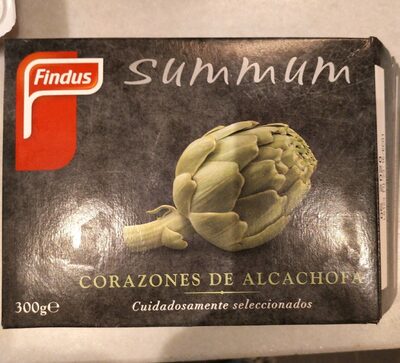 Findus
summum
CORAZONES DE ALCACHOFA
Cuidadosamente seleccionados
300g℮